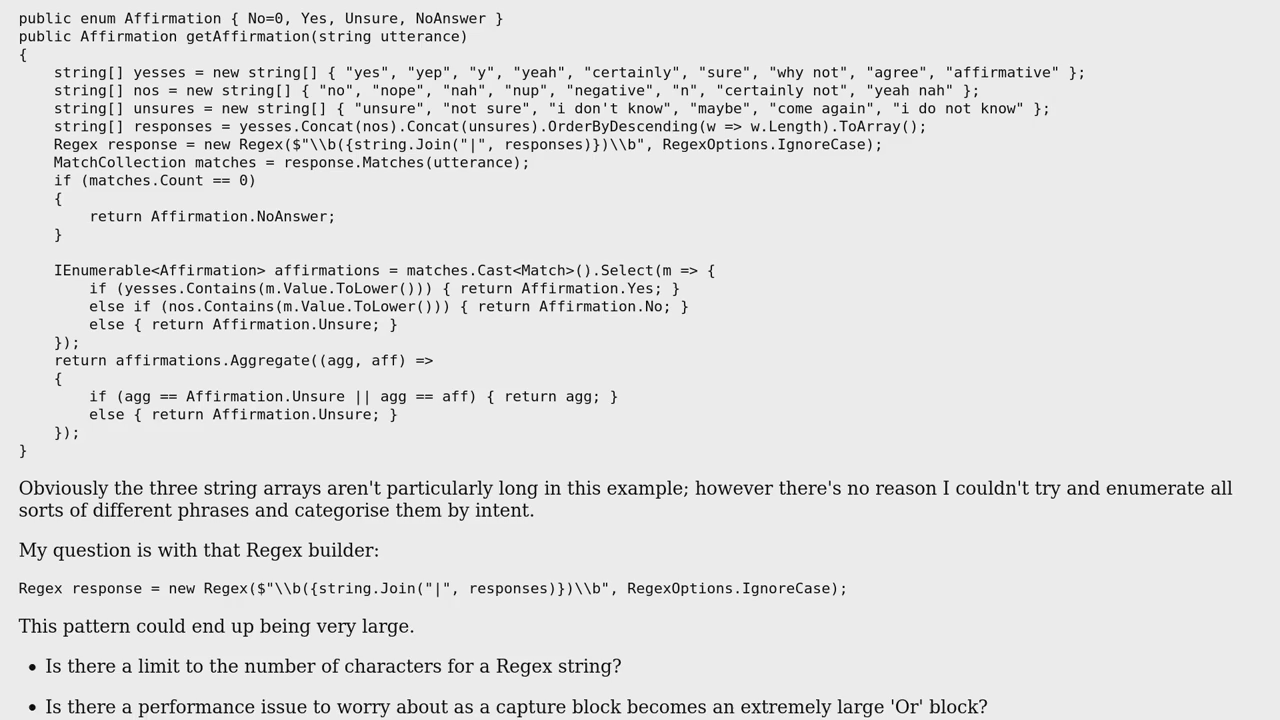 public enum Affirmation { No=0, Yes, Unsure, NoAnswer }
public Affirmation getAffirmation(string utterance)
{
    string[] yesses = new string[] { "yes", "yep", "y", "yeah", "certainly", "sure", "why not", "agree", "affirmative" };
    string[] nos = new string[] { "no", "nope", "nah", "nup", "negative", "n", "certainly not", "yeah nah" };
    string[] unsures = new string[] { "unsure", "not sure", "i don't know", "maybe", "come again", "i do not know" };
    string[] responses = yesses.Concat(nos).Concat(unsures).OrderByDescending(w => w.Length).ToArray();
    Regex response = new Regex($"\\b({string.Join("|", responses)})\\b", RegexOptions.IgnoreCase);
    MatchCollection matches = response.Matches(utterance);
    if (matches.Count == 0)
    {
        return Affirmation.NoAnswer;
    }
    IEnumerable<Affirmation> affirmations = matches.Cast<Match>().Select(m => {
        if (yesses.Contains(m.Value.ToLower())) { return Affirmation.Yes; }
        else if (nos.Contains(m.Value.ToLower())) { return Affirmation.No; }
        else { return Affirmation.Unsure; }
    });
    return affirmations.Aggregate((agg, aff) =>
    {
        if (agg == Affirmation.Unsure || agg == aff) { return agg; }
        else { return Affirmation.Unsure; }
    });
}
Obviously the three string arrays aren't particularly long in this example; however there's no reason I couldn't try and enumerate all
sorts of different phrases and categorise them by intent.
My question is with that Regex builder:
Regex response = new Regex($"\\b({string.Join("|", responses)})\\b", RegexOptions.IgnoreCase);
This pattern could end up being very large.
• Is there a limit to the number of characters for a Regex string?
• Is there a performance issue to worry about as a capture block becomes an extremely large 'Or' block?